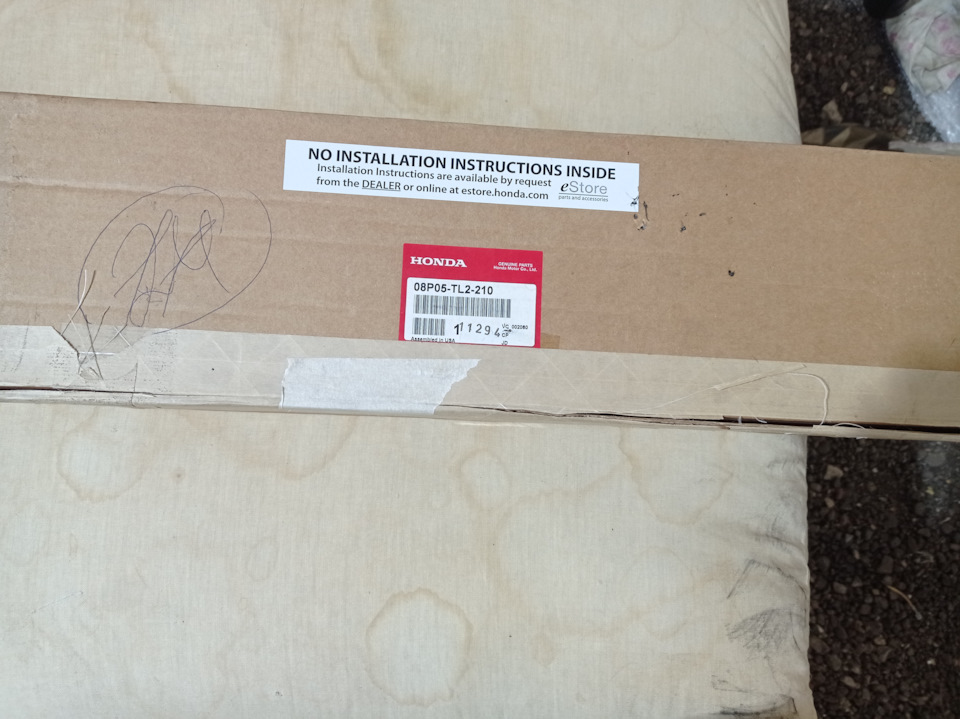 NO INSTALLATION INSTRUCTIONS INSIDE
Installation Instructions are available by request
from the DEALER or online at estore.honda.com
eStore
parts and accessories
HONDA
GENUINE PARTS
Honda Motor Co., Ltd.
08P05-TL2-210
11294
Assembled in USA